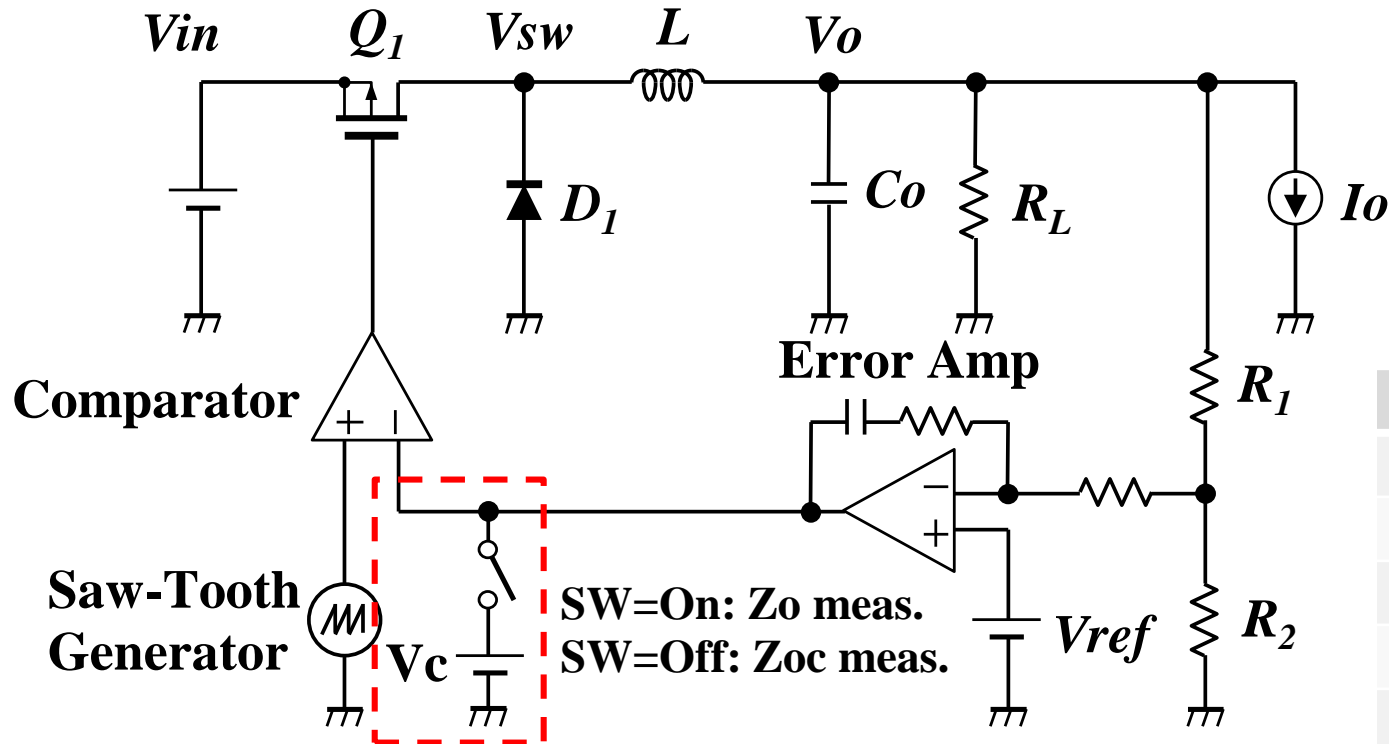 Vin
Q1
Vsw
L
Vo
D1
Co
RL
Io
Error Amp
Comparator
+
−
R1
−
+
Saw-Tooth
Generator
Vc
SW=On: Zo meas.
SW=Off: Zoc meas.
Vref
R2